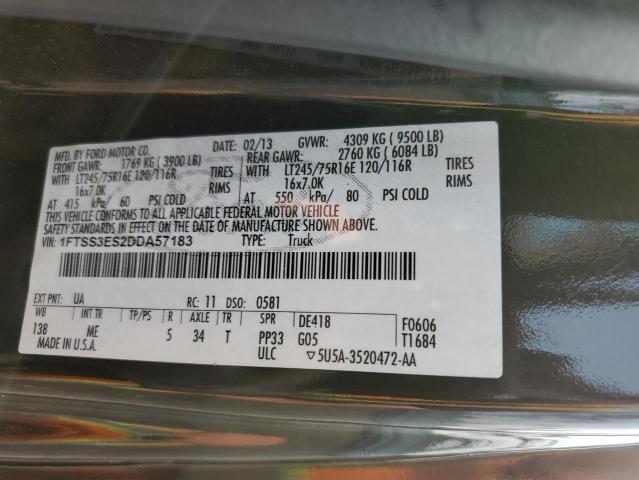 MFD. BY FORD MOTOR CO.
DATE: 02/13 GVWR: 4309 KG ( 9500 LB)
FRONT GAWR: 1769 KG ( 3900 LB) REAR GAWR: 2760 KG ( 6084 LB)
WITH LT245/75R16E 120/116R TIRES WITH LT245/75R16E 120/116R TIRES
16x7.0K RIMS 16x7.0K RIMS
AT 415 kPa/ 60 PSI COLD AT 550 kPa/ 80 PSI COLD
THIS VEHICLE CONFORMS TO ALL APPLICABLE FEDERAL MOTOR VEHICLE
SAFETY STANDARDS IN EFFECT ON THE DATE OF MANUFACTURE SHOWN ABOVE.
VIN: 1FTSS3ES2DDA57183 TYPE: Truck
EXT PNT: UA RC: 11 DSO: 0581
WB INT TR TP/PS R AXLE TR SPR DE418 F0606
138 ME 5 34 T PP33 G05 T1684
MADE IN U.S.A. ULC ▽5U5A-3520472-AA